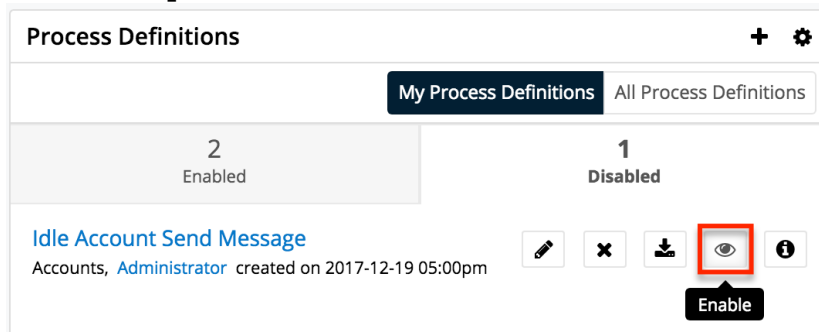 Process Definitions
My Process Definitions All Process Definitions
2 1
Enabled Disabled
Idle Account Send Message
Accounts, Administrator created on 2017-12-19 05:00pm
Enable